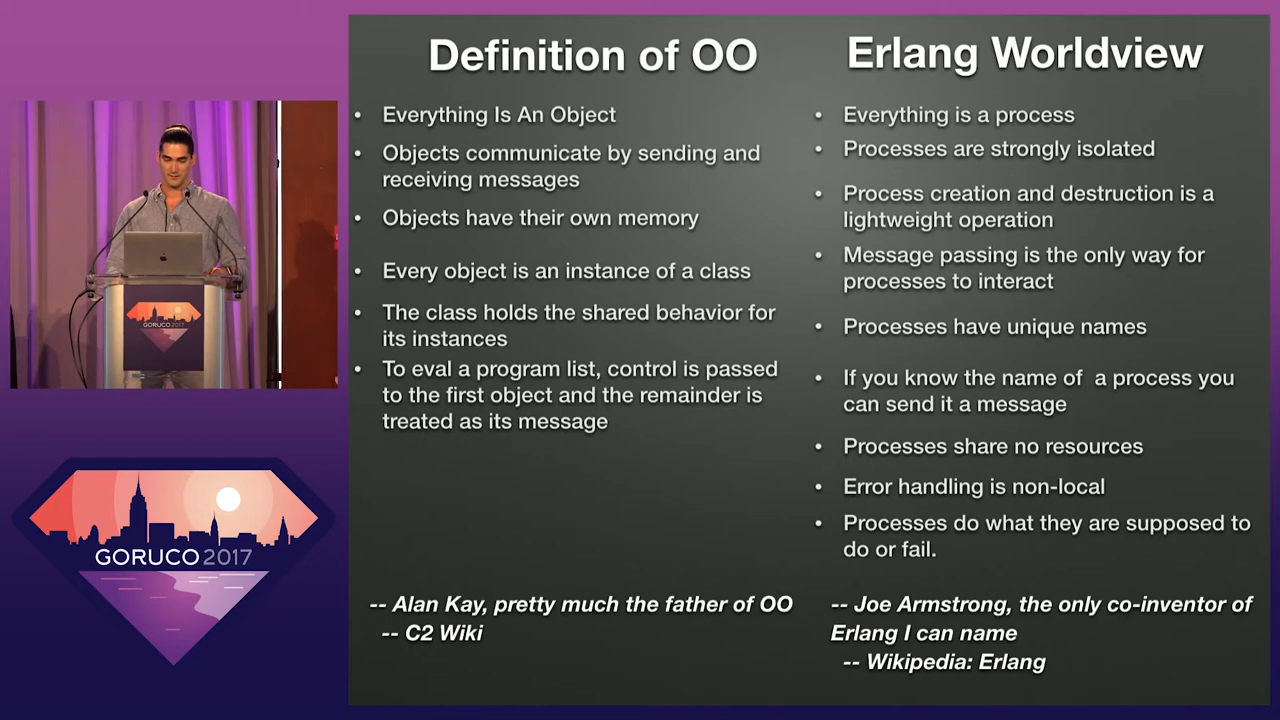 Definition of OO
• Everything Is An Object
• Objects communicate by sending and
receiving messages
• Objects have their own memory
• Every object is an instance of a class
• The class holds the shared behavior for
its instances
• To eval a program list, control is passed
to the first object and the remainder is
treated as its message
-- Alan Kay, pretty much the father of OO
-- C2 Wiki
Erlang Worldview
• Everything is a process
• Processes are strongly isolated
• Process creation and destruction is a
lightweight operation
• Message passing is the only way for
processes to interact
• Processes have unique names
• If you know the name of  a process you
can send it a message
• Processes share no resources
• Error handling is non-local
• Processes do what they are supposed to
do or fail.
-- Joe Armstrong, the only co-inventor of
Erlang I can name
-- Wikipedia: Erlang
GORUCO 2017
GORUCO 2017